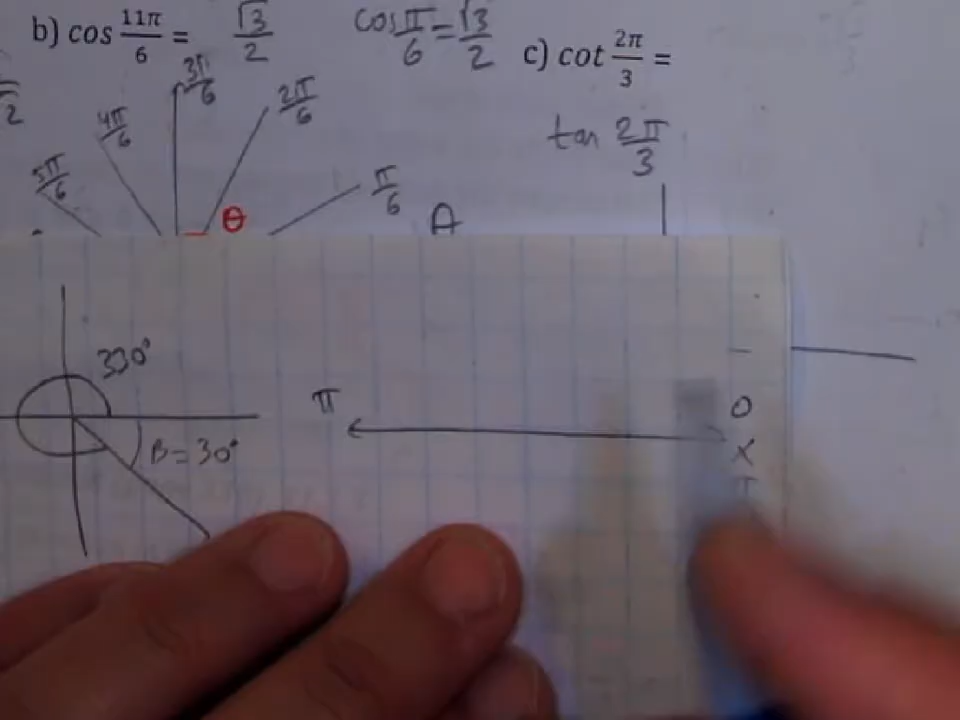 b) cos 11π/6 = √3/2
cos π/6 = √3/2
c) cot 2π/3 =
tan 2π/3
5π/6
4π/6
3π/6
2π/6
π/6
θ
A
2
330°
B = 30°
π
0
X